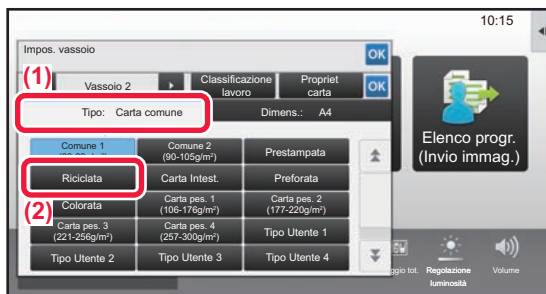 10:15
Impos. vassoio
OK
(1)
Vassoio 2
Classificazione
lavoro
Propriet
carta
OK
Tipo: Carta comune
Dimens.: A4
Comune 1
Comune 2
(90-105g/m²)
Prestampata
Riciclata
Carta Intest.
Preforata
(2)
Colorata
Carta pes. 1
(106-176g/m²)
Carta pes. 2
(177-220g/m²)
Carta pes. 3
(221-256g/m²)
Carta pes. 4
(257-300g/m²)
Tipo Utente 1
Tipo Utente 2
Tipo Utente 3
Tipo Utente 4
Elenco progr.
(Invio immag.)
ggio tot.
Regolazione
luminosità
Volume